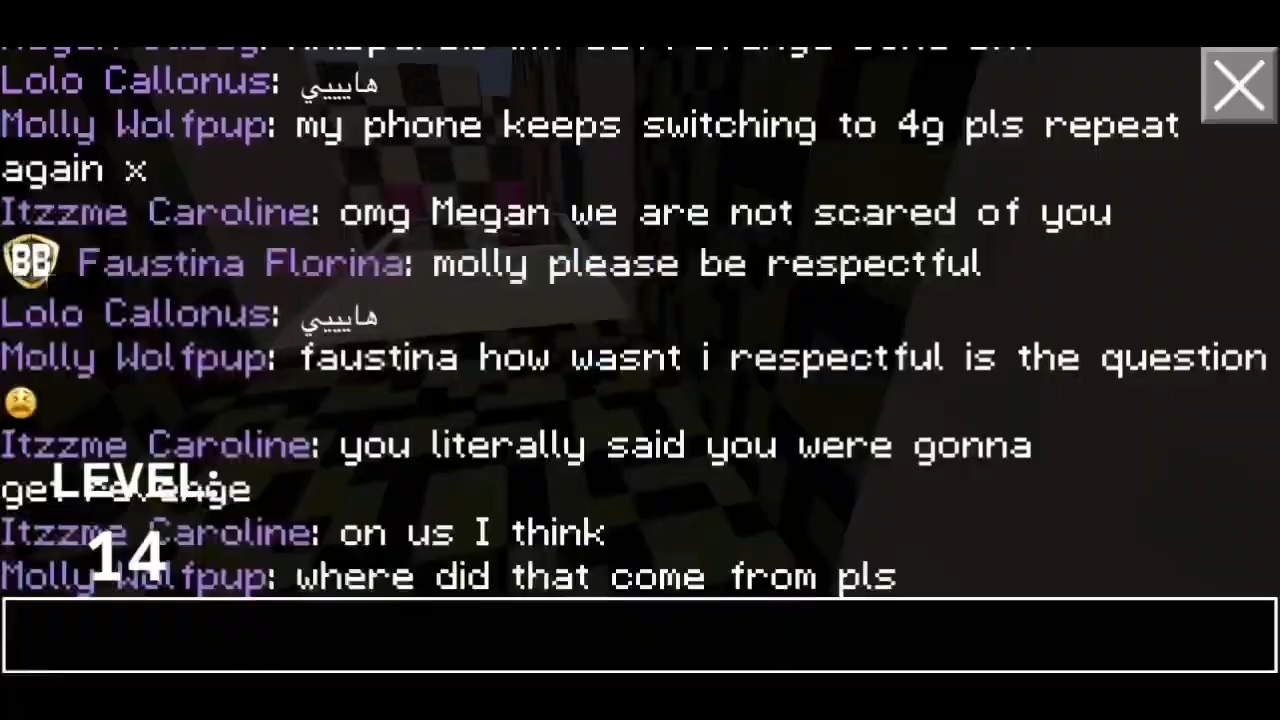 Lolo Callonus: هاييييي
Molly Wolfpup: my phone keeps switching to 4g pls repeat
again x
Itzzme Caroline: omg Megan we are not scared of you
BB Faustina Florina: molly please be respectful
Lolo Callonus: هاييييي
Molly Wolfpup: faustina how wasnt i respectful is the question
😫
Itzzme Caroline: you literally said you were gonna
get revenge
LEVEL:
Itzzme Caroline: on us I think
14
Molly Wolfpup: where did that come from pls